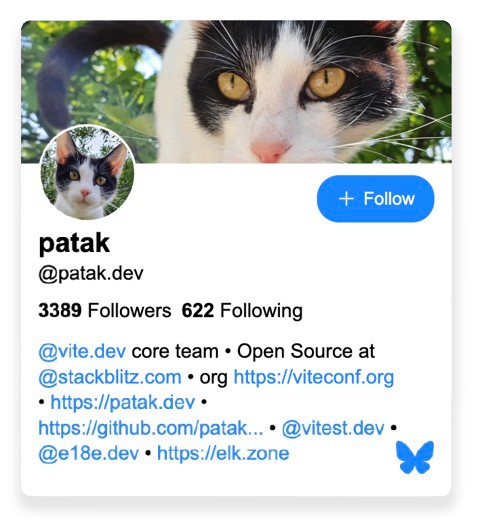 + Follow
patak
@patak.dev
3389 Followers 622 Following
@vite.dev core team • Open Source at
@stackblitz.com • org https://viteconf.org
• https://patak.dev •
https://github.com/patak... • @vitest.dev •
@e18e.dev • https://elk.zone